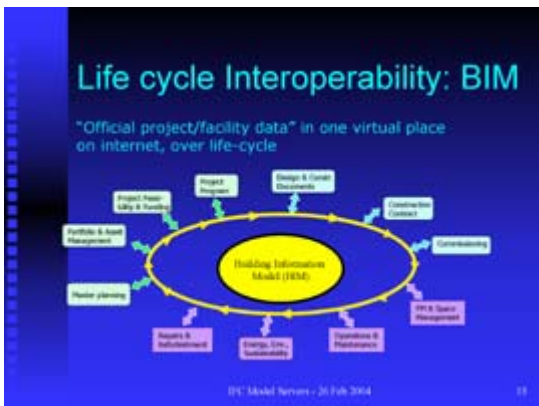 Life cycle Interoperability: BIM
"Official project/facility data" in one virtual place
on internet, over life-cycle
Project
Program
Design & Constr.
Documents
Project Feasi-
bility & Funding
Construction
Contract
Portfolio & Asset
Management
Commissioning
Building Information
Model (BIM)
Master planning
FM & Space
Management
Repairs &
Refurbishment
Energy, Env.,
Sustainability
Operations &
Maintenance
IFC Model Servers - 26 Feb 2004